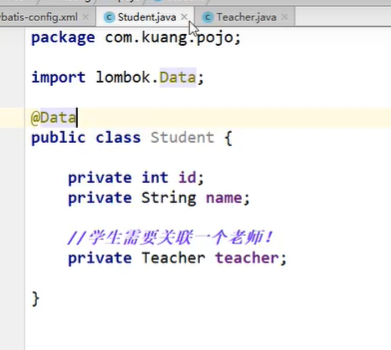 batis-config.xml Student.java Teacher.java
package com.kuang.pojo;
import lombok.Data;
@Data
public class Student {
private int id;
private String name;
//学生需要关联一个老师！
private Teacher teacher;
}